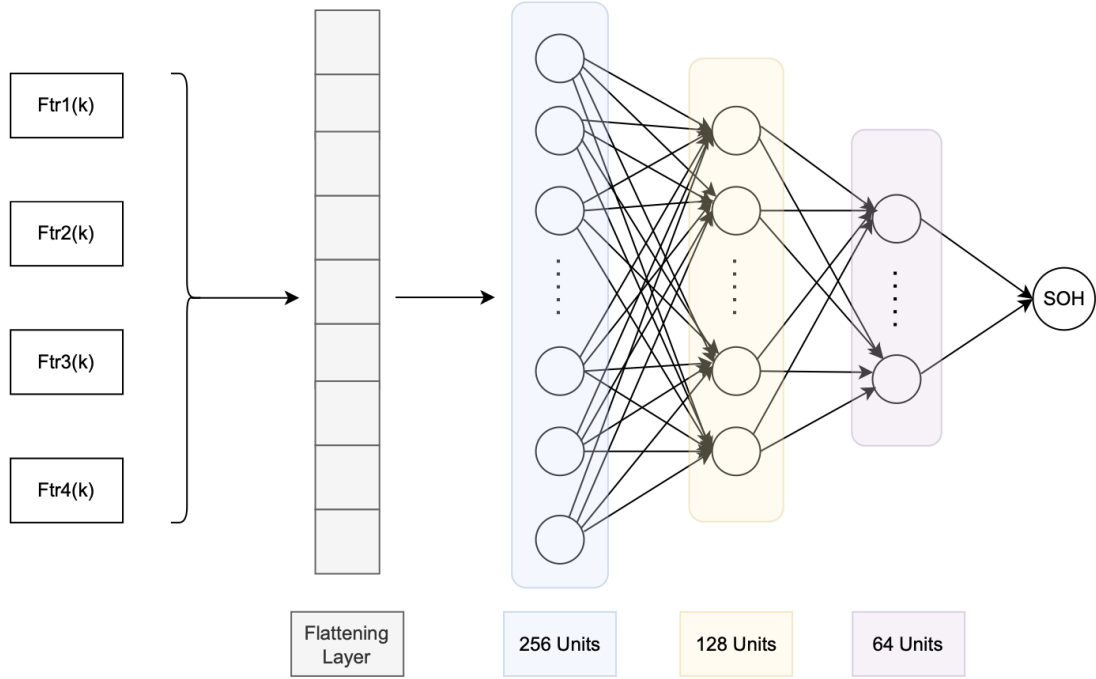 Ftr1(k)
Ftr2(k)
Ftr3(k)
Ftr4(k)
SOH
Flattening
Layer
256 Units
128 Units
64 Units